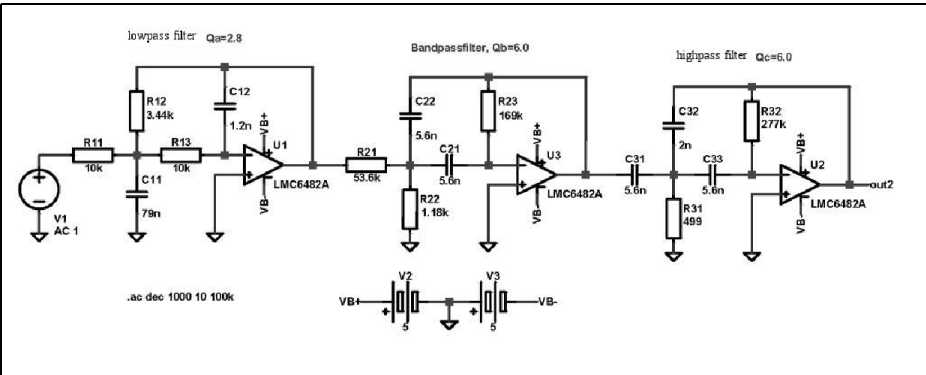 lowpass filter Qa=2.8
Bandpassfilter, Qb=6.0
highpass filter Qc=6.0
R12
3.44k
C12
1.2n
VB+
R11
10k
R13
10k
U1
LMC6482A
VB-
C11
79n
V1
AC 1
C22
5.6n
R23
169k
VB+
R21
53.6k
C21
5.6n
U3
LMC6482A
VB-
R22
1.18k
C32
2n
R32
277k
VB+
C31
5.6n
C33
5.6n
U2
LMC6482A
VB-
out2
R31
499
.ac dec 1000 10 100k
VB+
V2
5
V3
5
VB-